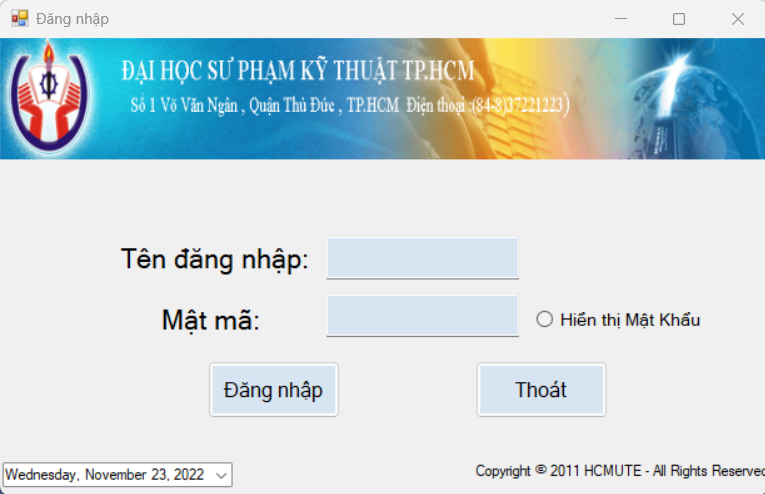 Đăng nhập
ĐẠI HỌC SƯ PHẠM KỸ THUẬT TP.HCM
Số 1 Võ Văn Ngân , Quận Thủ Đức , TP.HCM Điện thoại :(84-8)37221223)
Tên đăng nhập:
Mật mã:
Hiển thị Mật Khẩu
Đăng nhập
Thoát
Wednesday, November 23, 2022
Copyright © 2011 HCMUTE - All Rights Reserved